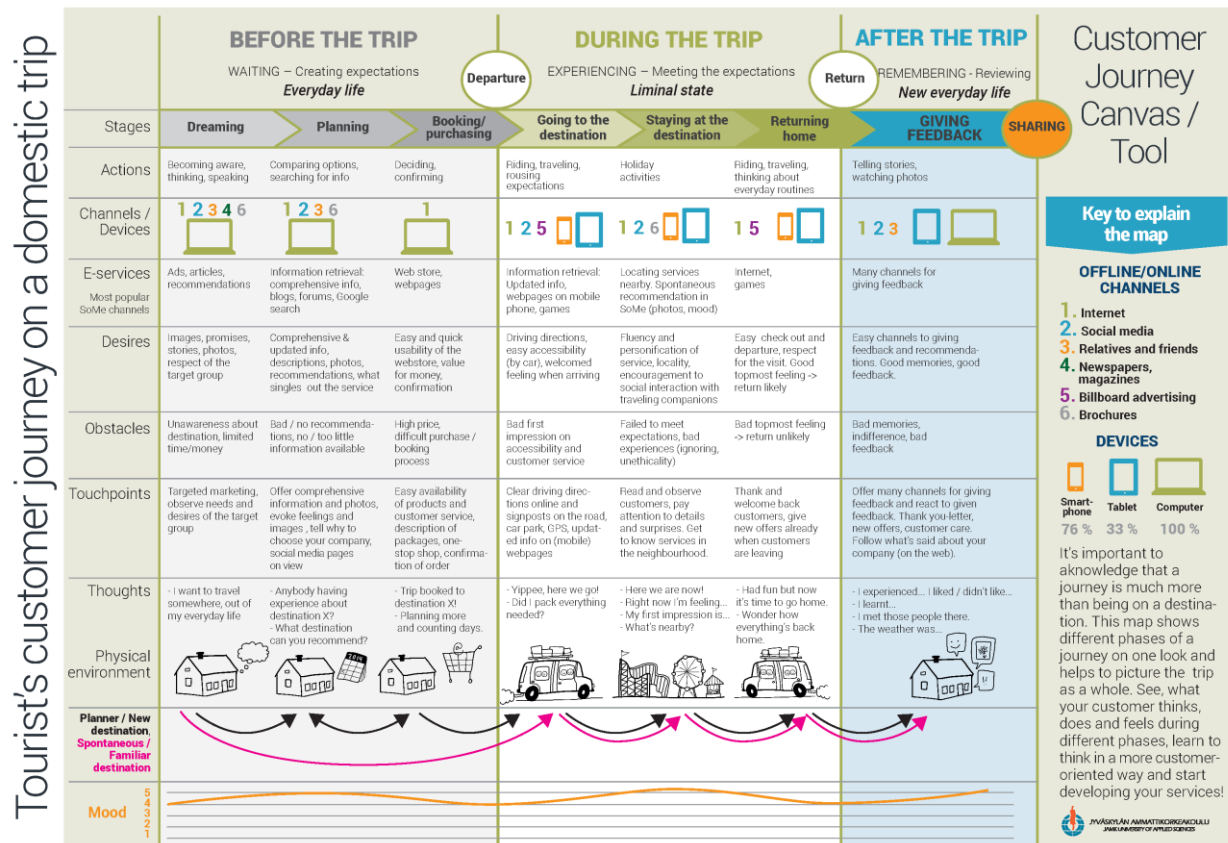 Tourist's customer journey on a domestic trip
BEFORE THE TRIP
WAITING – Creating expectations
Everyday life
Departure
DURING THE TRIP
EXPERIENCING – Meeting the expectations
Liminal state
Return
AFTER THE TRIP
REMEMBERING - Reviewing
New everyday life
Stages
Dreaming
Planning
Booking/
purchasing
Going to the
destination
Staying at the
destination
Returning
home
GIVING
FEEDBACK
SHARING
Actions
Becoming aware,
thinking, speaking
Comparing options,
searching for info
Deciding,
confirming
Riding, traveling,
rousing
expectations
Holiday
activities
Riding, traveling,
thinking about
everyday routines
Telling stories,
watching photos
Channels /
Devices
1 2 3 4 6
1 2 3 6
1
1 2 5
1 2 6
1 5
1 2 3
E-services
Most popular
SoMe channels
Ads, articles,
recommendations
Information retrieval:
comprehensive info,
blogs, forums, Google
search
Web store,
webpages
Information retrieval:
Updated info,
webpages on mobile
phone, games
Locating services
nearby. Spontaneous
recommendation in
SoMe (photos, mood)
Internet,
games
Many channels for
giving feedback
Desires
Images, promises,
stories, photos,
respect of the
target group
Comprehensive &
updated info,
descriptions, photos,
recommendations, what
singles out the service
Easy and quick
usability of the
webstore, value
for money,
confirmation
Driving directions,
easy accessibility
(by car), welcomed
feeling when arriving
Fluency and
personification of
service, locality,
encouragement to
social interaction with
traveling companions
Easy check out and
departure, respect
for the visit. Good
topmost feeling ->
return likely
Easy channels to giving
feedback and recommenda-
tions. Good memories, good
feedback.
Obstacles
Unawareness about
destination, limited
time/money
Bad / no recommenda-
tions, no / too little
information available
High price,
difficult purchase /
booking
process
Bad first
impression on
accessibility and
customer service
Failed to meet
expectations, bad
experiences (ignoring,
unethicality)
Bad topmost feeling
-> return unlikely
Bad memories,
indifference, bad
feedback
Touchpoints
Targeted marketing,
observe needs and
desires of the target
group
Offer comprehensive
information and photos,
evoke feelings and
images , tell why to
choose your company,
social media pages
on view
Easy availability
of products and
customer service,
description of
packages, one-
stop shop, confirma-
tion of order
Clear driving direc-
tions online and
signposts on the road,
car park, GPS, updat-
ed info on (mobile)
webpages
Read and observe
customers, pay
attention to details
and surprises. Get
to know services in
the neighbourhood.
Thank and
welcome back
customers, give
new offers already
when customers
are leaving
Offer many channels for giving
feedback and react to given
feedback. Thank you-letter,
new offers, customer care.
Follow what's said about your
company (on the web).
Thoughts
- I want to travel
somewhere, out of
my everyday life
- Anybody having
experience about
destination X?
- What destination
can you recommend?
- Trip booked to
destination X!
- Planning more
and counting days.
- Yippee, here we go!
- Did I pack everything
needed?
- Here we are now!
- Right now I'm feeling...
- My first impression is...
- What's nearby?
- Had fun but now
it's time to go home.
- Wonder how
everything's back
home.
- I experienced... I liked / didn't like...
- I learnt...
- I met those people there.
- The weather was...
Physical
environment
Planner / New
destination,
Spontaneous /
Familiar
destination
Mood
5
4
3
2
1
Customer
Journey
Canvas /
Tool
Key to explain
the map
OFFLINE/ONLINE
CHANNELS
1. Internet
2. Social media
3. Relatives and friends
4. Newspapers,
magazines
5. Billboard advertising
6. Brochures
DEVICES
Smart-
phone
Tablet
Computer
76 %
33 %
100 %
It's important to
aknowledge that a
journey is much more
than being on a destina-
tion. This map shows
different phases of a
journey on one look and
helps to picture the trip
as a whole. See, what
your customer thinks,
does and feels during
different phases, learn to
think in a more customer-
oriented way and start
developing your services!
JYVÄSKYLÄN AMMATTIKORKEAKOULU
JAMK UNIVERSITY OF APPLIED SCIENCES